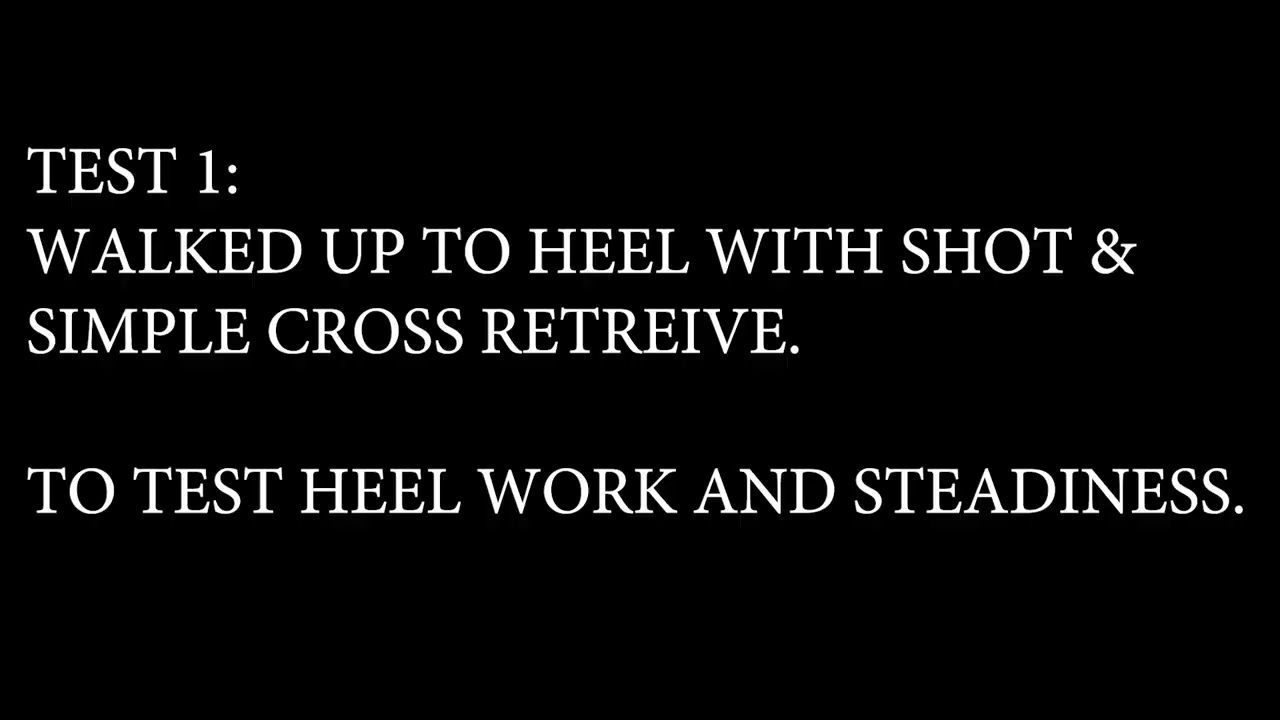 TEST 1:
WALKED UP TO HEEL WITH SHOT &
SIMPLE CROSS RETREIVE.
TO TEST HEEL WORK AND STEADINESS.